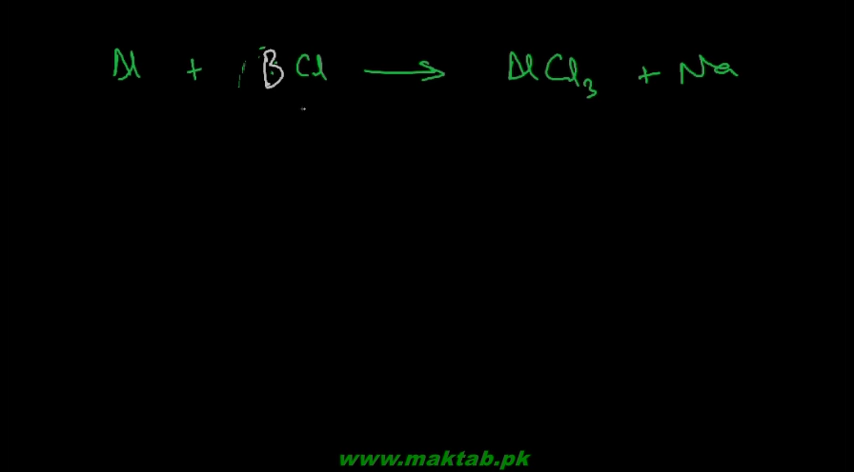 Al + BCl → AlCl₃ + Na
www.maktab.pk